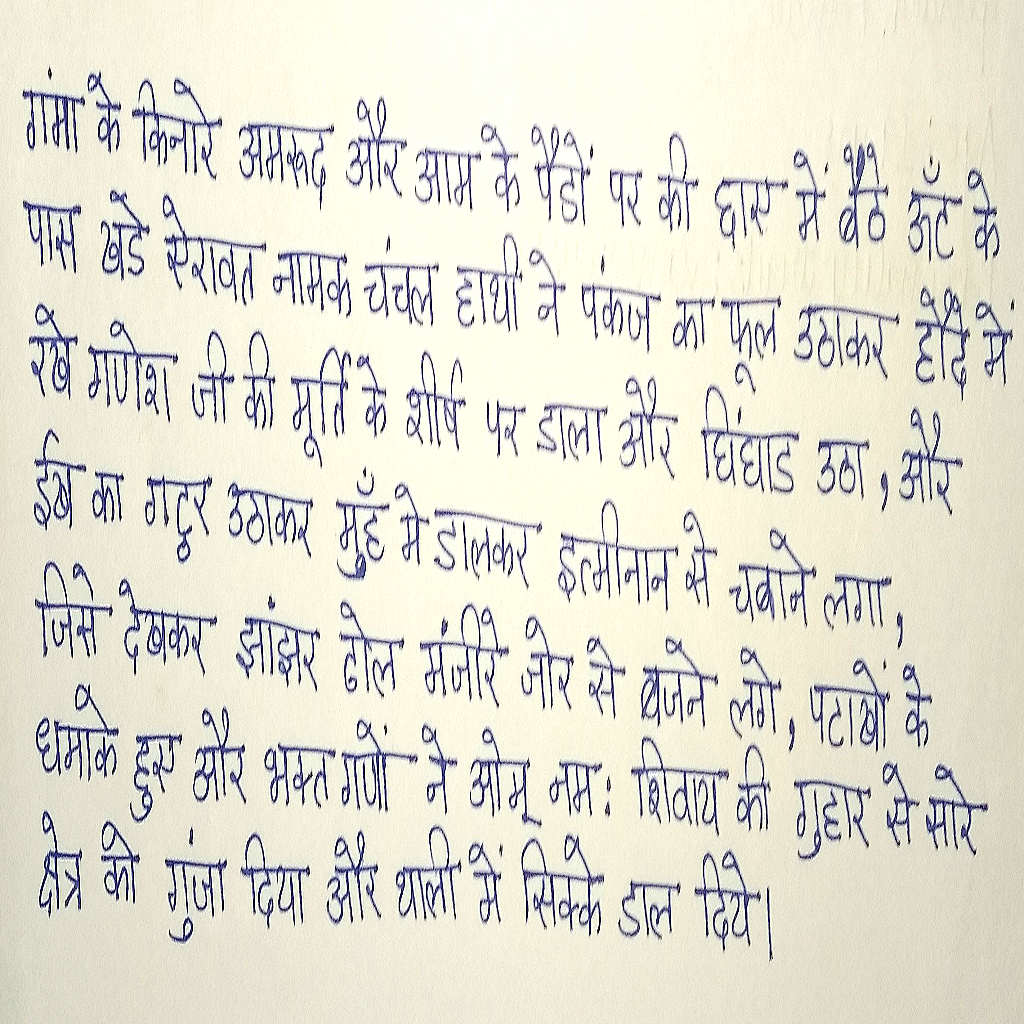 गंगा के किनारे अमरूद और आम के पैडों पर की छाए में बैठे ऊँट के
पास खडे ऐरावत नामक चंचल हाथी ने पंकज का फूल उठाकर हौदे में
रखे गणेश जी की मूर्ति के शीर्ष पर डाला और चिंघाड उठा, और
ईख का गट्ठर उठाकर मुँह मे डालकर इत्मीनान से चबाने लगा,
जिसे देखकर झांझर ढोल मंजीरे जोर से बजने लगे, पटाखों के
धमाके हुए और भक्त गणों ने ओम् नमः शिवाय की गुहार से सारे
क्षेत्र को गुंजा दिया और थाली में सिक्के डाल दिये।